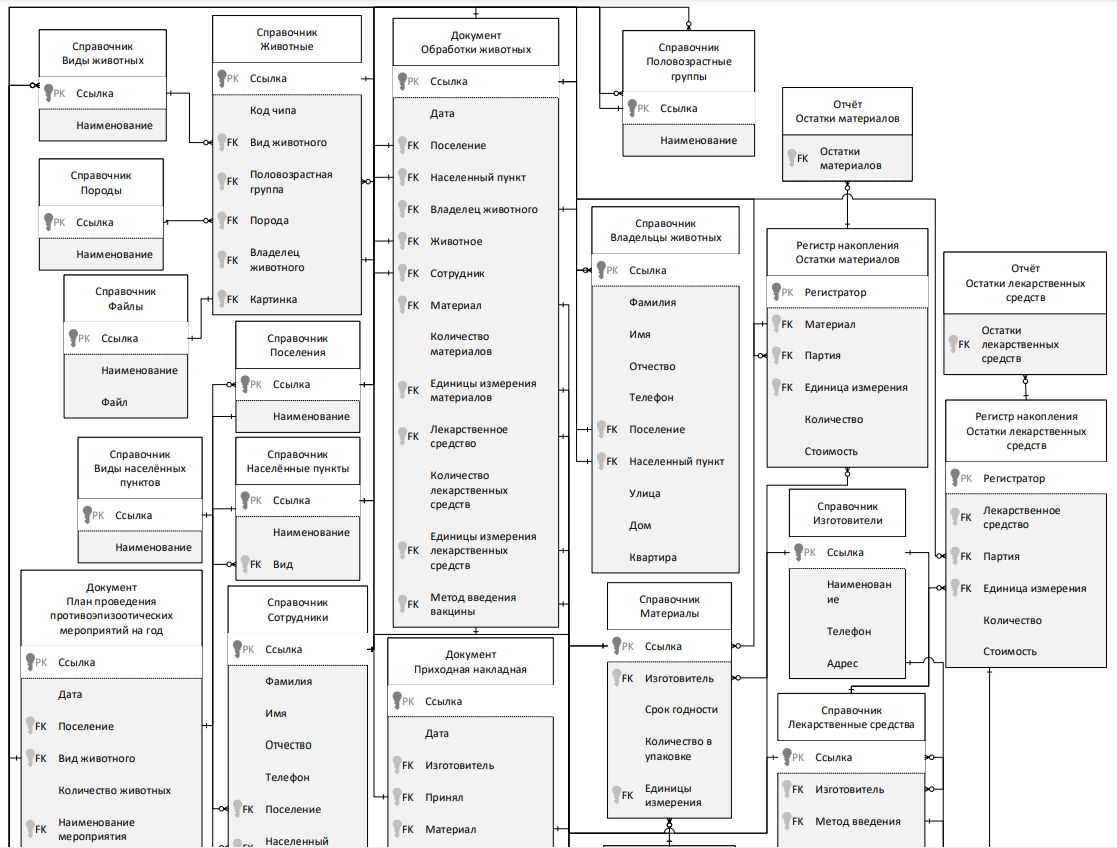 Справочник
Виды животных
PK Ссылка
Наименование
Справочник
Породы
PK Ссылка
Наименование
Справочник
Файлы
PK Ссылка
Наименование
Файл
Справочник
Животные
PK Ссылка
Код чипа
FK Вид животного
FK Половозрастная
группа
FK Порода
FK Владелец
животного
FK Картинка
Справочник
Поселения
PK Ссылка
Наименование
Справочник
Виды населённых
пунктов
PK Ссылка
Наименование
Справочник
Населённые пункты
PK Ссылка
Наименование
FK Вид
Документ
План проведения
противоэпизоотических
мероприятий на год
PK Ссылка
Дата
FK Поселение
FK Вид животного
Количество животных
FK Наименование
мероприятия
Справочник
Сотрудники
PK Ссылка
Фамилия
Имя
Отчество
Телефон
FK Поселение
FK Населенный
Документ
Обработки животных
PK Ссылка
Дата
FK Поселение
FK Населенный пункт
FK Владелец животного
FK Животное
FK Сотрудник
FK Материал
Количество
материалов
FK Единицы измерения
материалов
FK Лекарственное
средство
Количество
лекарственных
средств
FK Единицы измерения
лекарственных
средств
FK Метод введения
вакцины
Документ
Приходная накладная
PK Ссылка
Дата
FK Изготовитель
FK Принял
FK Материал
Справочник
Половозрастные
группы
PK Ссылка
Наименование
Справочник
Владельцы животных
PK Ссылка
Фамилия
Имя
Отчество
Телефон
FK Поселение
FK Населенный пункт
Улица
Дом
Квартира
Справочник
Материалы
PK Ссылка
FK Изготовитель
Срок годности
Количество в
упаковке
FK Единицы
измерения
Отчёт
Остатки материалов
FK Остатки
материалов
Регистр накопления
Остатки материалов
PK Регистратор
FK Материал
FK Партия
FK Единица измерения
Количество
Стоимость
Справочник
Изготовители
PK Ссылка
Наименован
ие
Телефон
Адрес
Справочник
Лекарственные средства
PK Ссылка
FK Изготовитель
FK Метод введения
Отчёт
Остатки лекарственных
средств
FK Остатки
лекарственных
средств
Регистр накопления
Остатки лекарственных
средств
PK Регистратор
FK Лекарственное
средство
FK Партия
FK Единица измерения
Количество
Стоимость